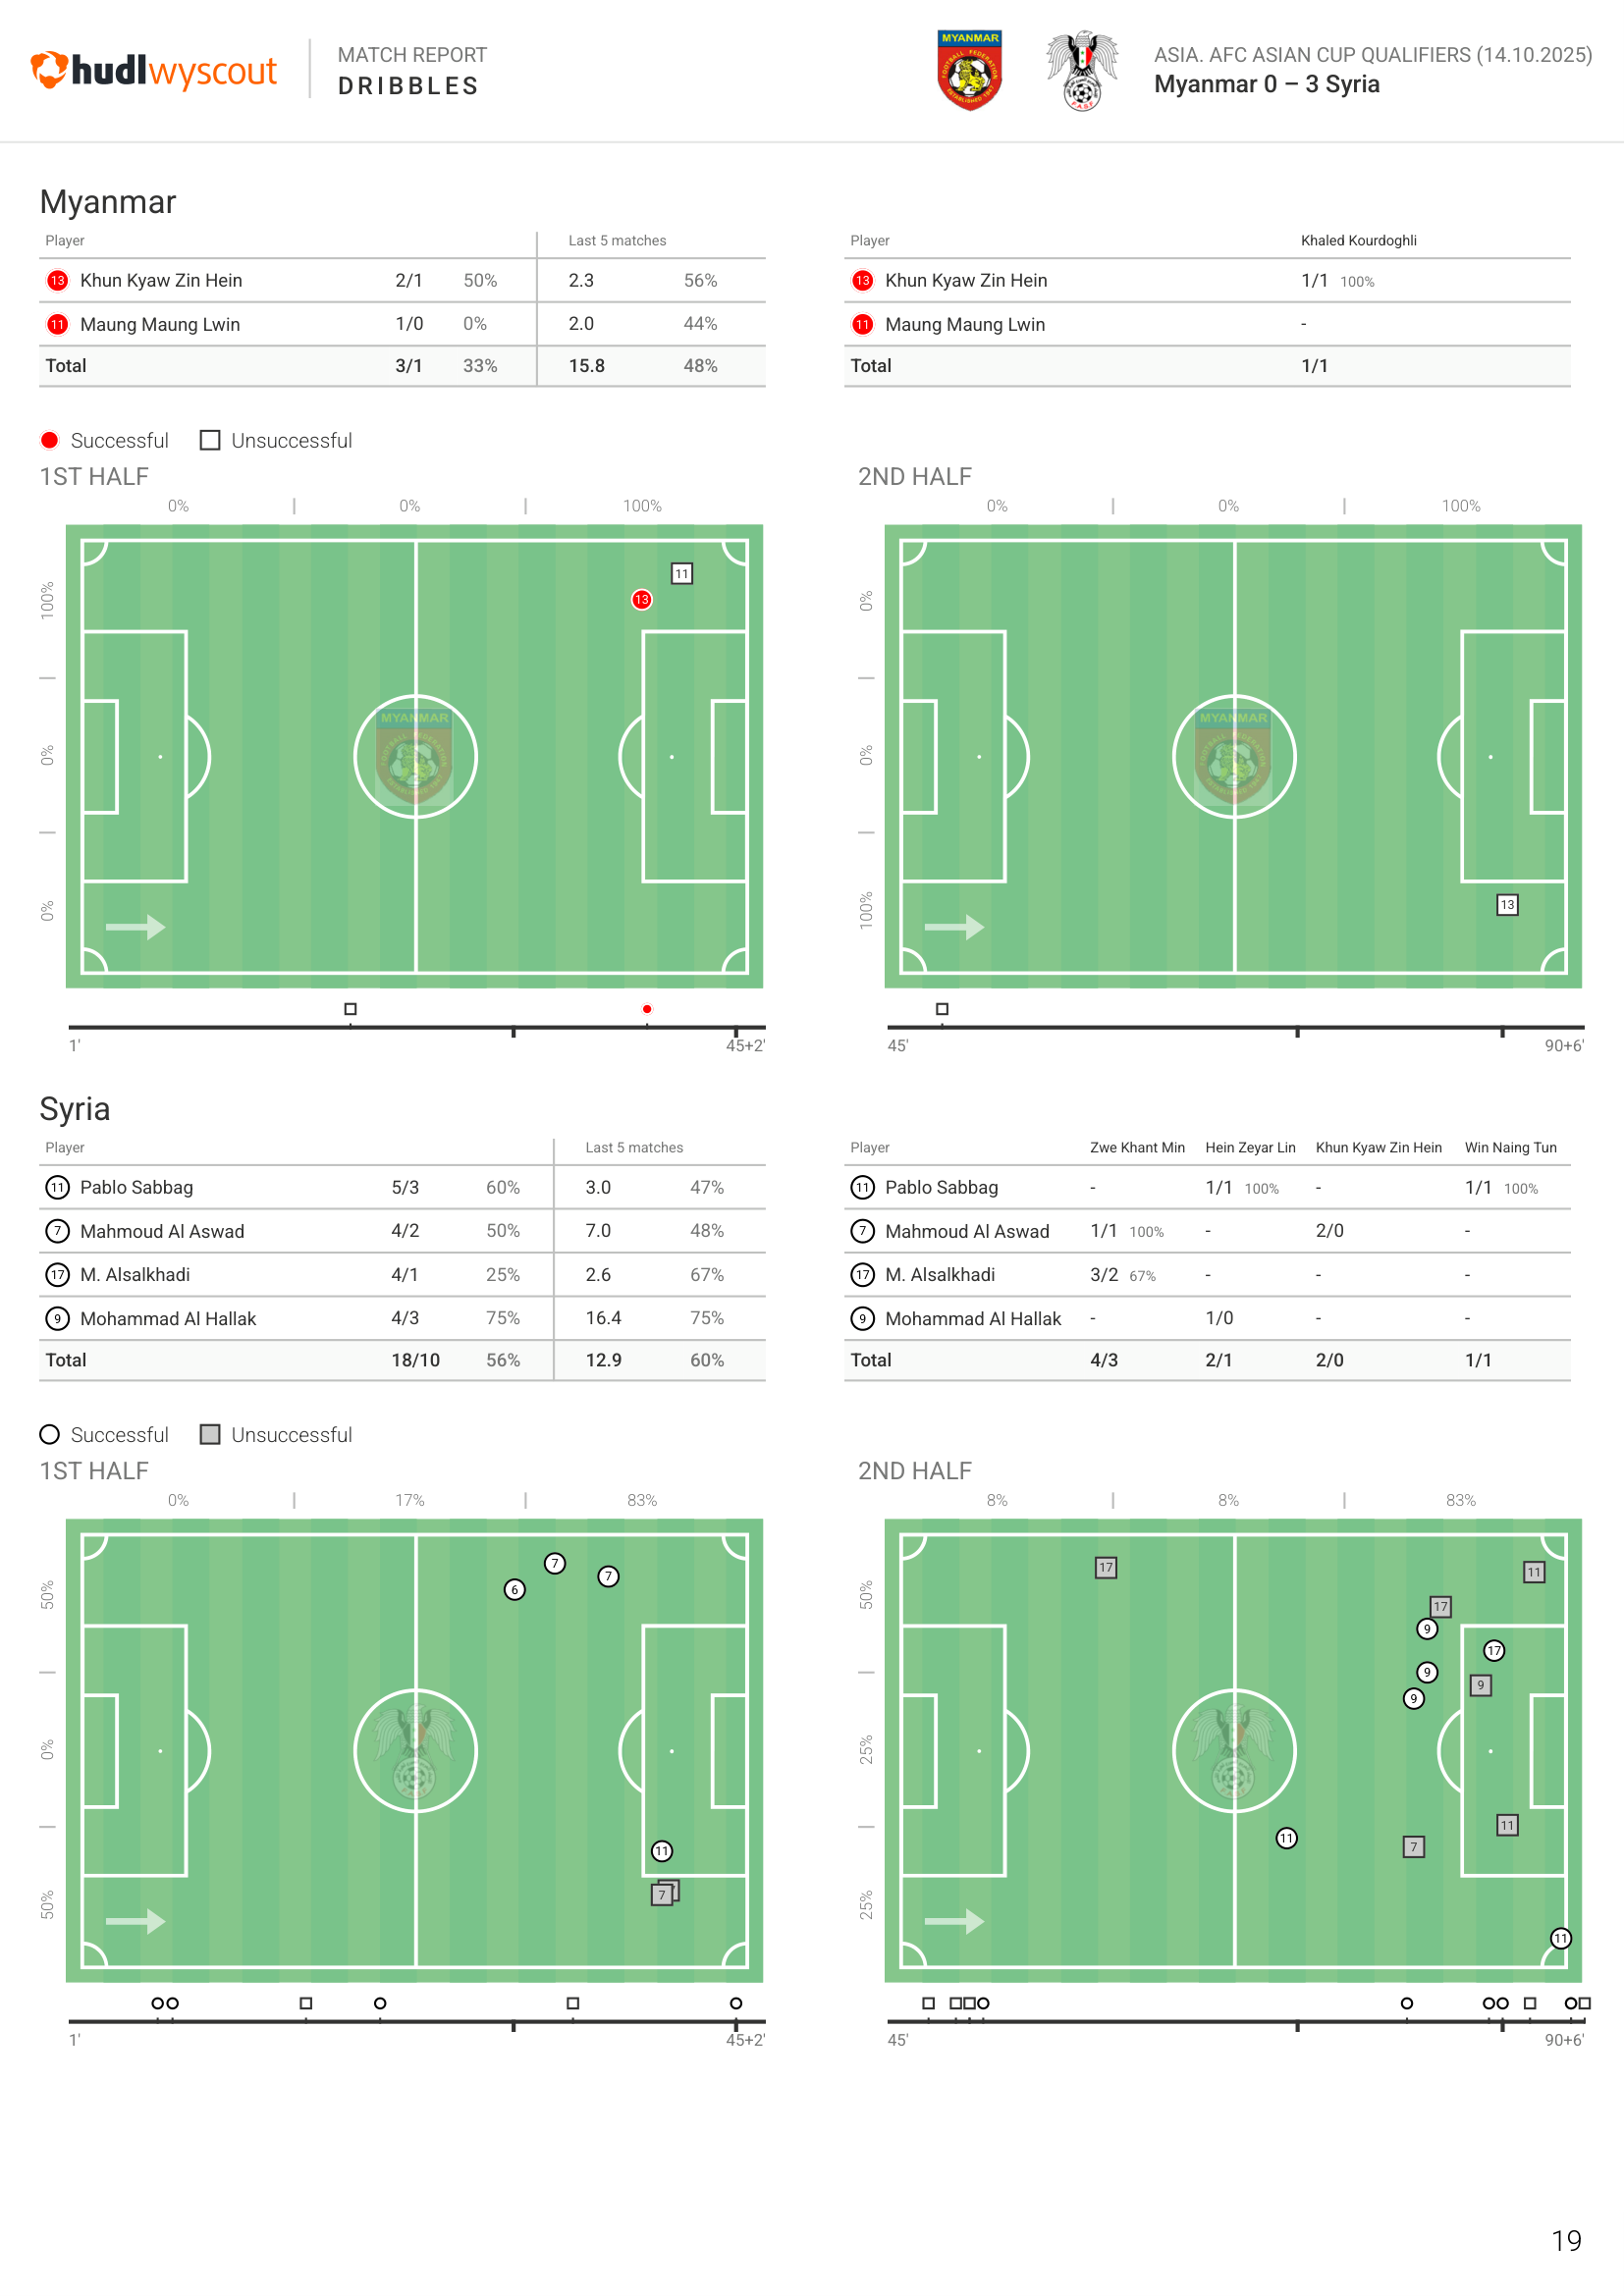 hudl wyscout
MATCH REPORT
DRIBBLES
MYANMAR
ASIA. AFC ASIAN CUP QUALIFIERS (14.10.2025)
Myanmar 0 – 3 Syria
Myanmar
Player Last 5 matches
13 Khun Kyaw Zin Hein 2/1 50% 2.3 56%
11 Maung Maung Lwin 1/0 0% 2.0 44%
Total 3/1 33% 15.8 48%
Player Khaled Kourdoghli
13 Khun Kyaw Zin Hein 1/1 100%
11 Maung Maung Lwin -
Total 1/1
Successful Unsuccessful
1ST HALF
0% 0% 100%
100%
0%
0%
11
13
MYANMAR
1' 45+2'
2ND HALF
0% 0% 100%
0%
0%
100%
MYANMAR
13
45' 90+6'
Syria
Player Last 5 matches
11 Pablo Sabbag 5/3 60% 3.0 47%
7 Mahmoud Al Aswad 4/2 50% 7.0 48%
17 M. Alsalkhadi 4/1 25% 2.6 67%
9 Mohammad Al Hallak 4/3 75% 16.4 75%
Total 18/10 56% 12.9 60%
Player Zwe Khant Min Hein Zeyar Lin Khun Kyaw Zin Hein Win Naing Tun
11 Pablo Sabbag - 1/1 100% - 1/1 100%
7 Mahmoud Al Aswad 1/1 100% - 2/0 -
17 M. Alsalkhadi 3/2 67% - - -
9 Mohammad Al Hallak - 1/0 - -
Total 4/3 2/1 2/0 1/1
Successful Unsuccessful
1ST HALF
0% 17% 83%
50%
0%
50%
7
7
6
11
7
1' 45+2'
2ND HALF
8% 8% 83%
50%
25%
25%
17
11
17
9
17
9
9
9
11
11
7
11
45' 90+6'
19